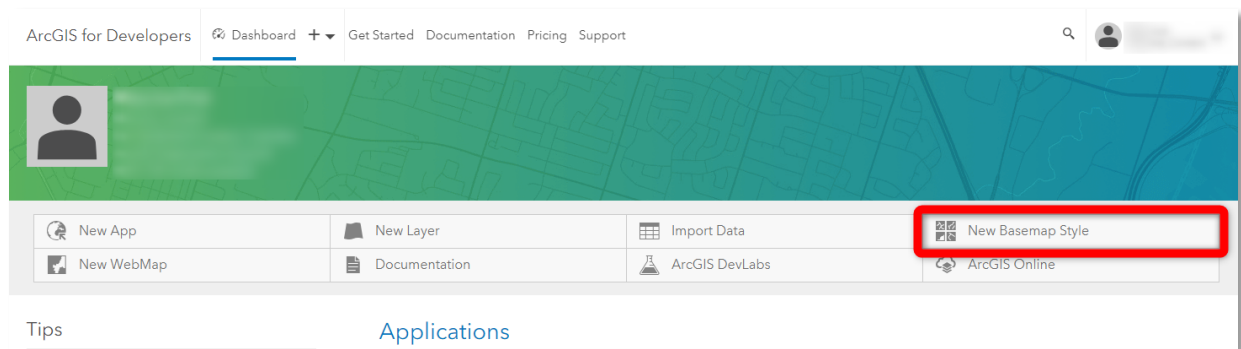 ArcGIS for Developers Dashboard Get Started Documentation Pricing Support
New App New Layer Import Data New Basemap Style
New WebMap Documentation ArcGIS DevLabs ArcGIS Online
Tips Applications